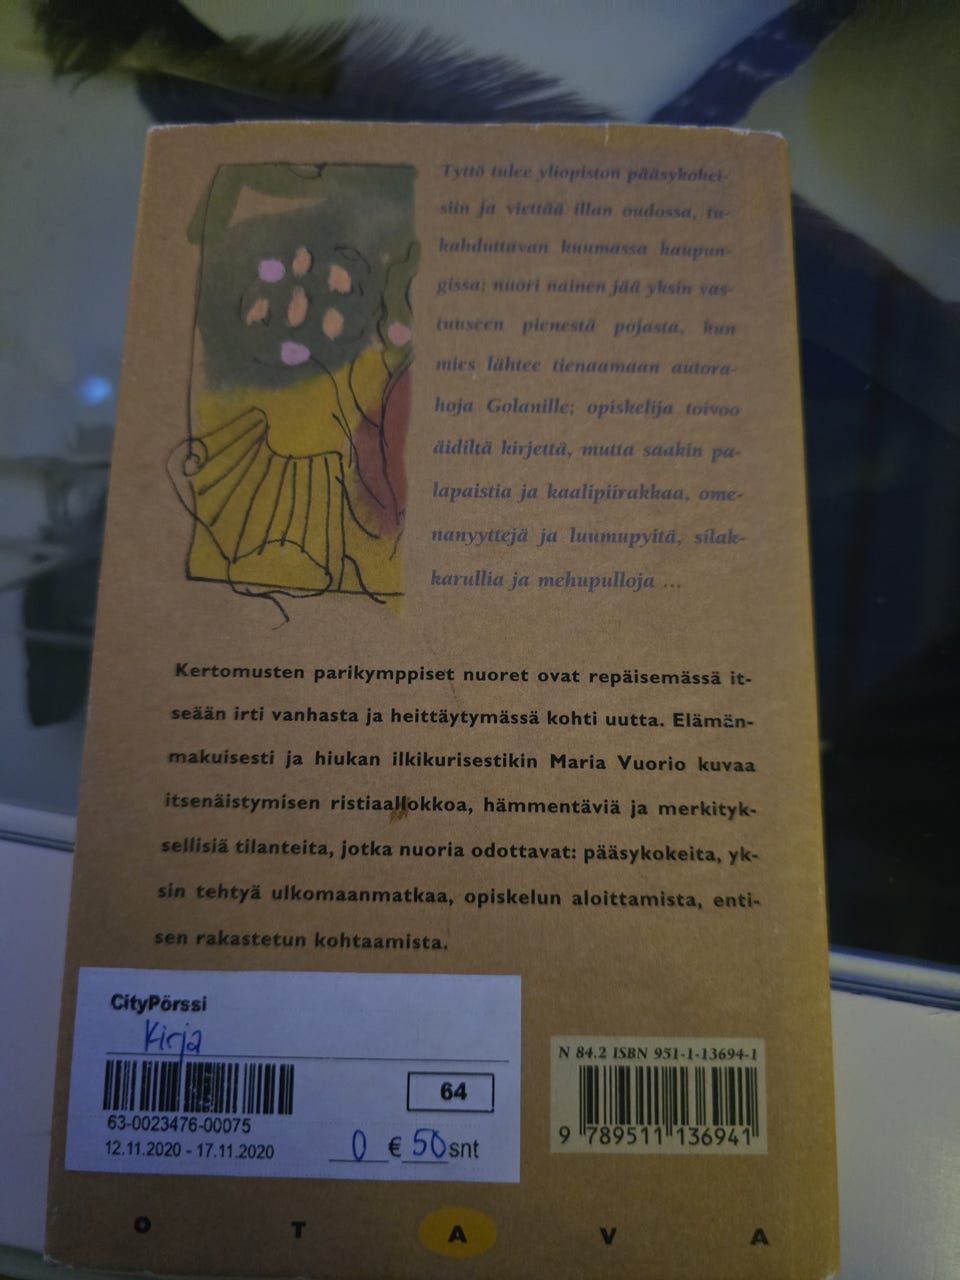 Tyttö tulee yliopiston pääsykokei-
siin ja viettää illan oudossa, tu-
kahduttavan kuumassa kaupun-
gissa; nuori nainen jää yksin vas-
tuuseen pienestä pojasta, kun
mies lähtee tienaamaan autora-
hoja Golanille; opiskelija toivoo
äidiltä kirjettä, mutta saakin pa-
lapaistia ja kaalipiirakkaa, ome-
nanyyttejä ja luumupyitä, silak-
karullia ja mehupulloja ...
Kertomusten parikymppiset nuoret ovat repäisemässä it-
seään irti vanhasta ja heittäytymässä kohti uutta. Elämän-
makuisesti ja hiukan ilkikurisestikin Maria Vuorio kuvaa
itsenäistymisen ristiaallokkoa, hämmentäviä ja merkityk-
sellisiä tilanteita, jotka nuoria odottavat: pääsykokeita, yk-
sin tehtyä ulkomaanmatkaa, opiskelun aloittamista, enti-
sen rakastetun kohtaamista.
CityPörssi
Kirja
64
63-0023476-00075
12.11.2020 - 17.11.2020 0 € 50 snt
N 84.2 ISBN 951-1-13694-1
9 789511 136941
OTAVA